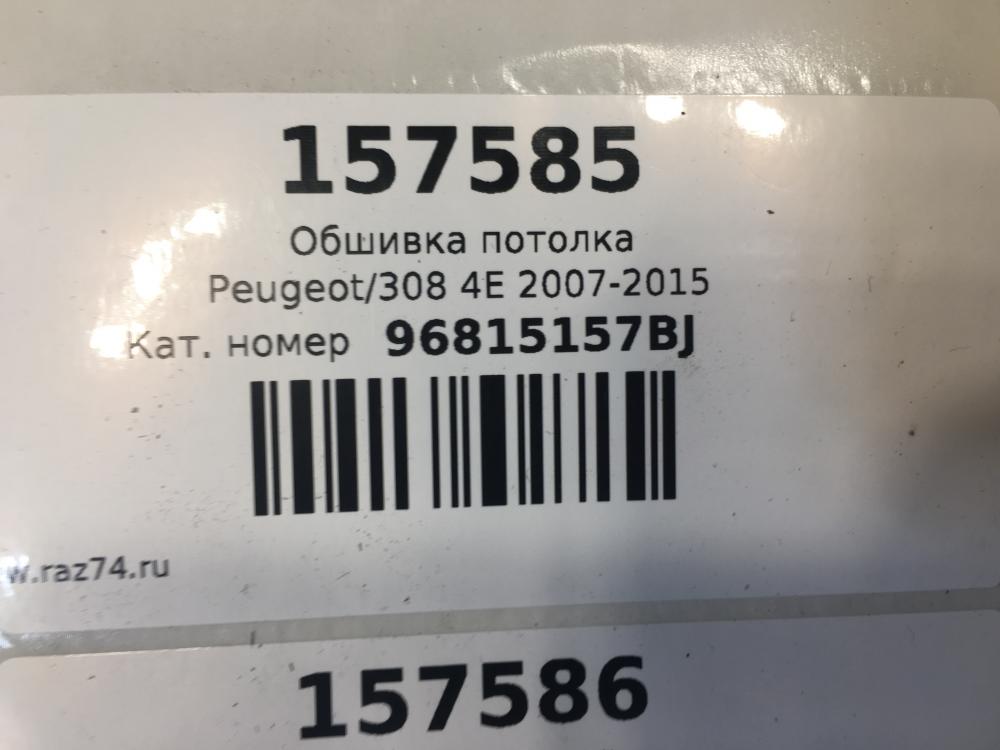 157585
Обшивка потолка
Peugeot/308 4E 2007-2015
Кат. номер 96815157BJ
w.raz74.ru
157586